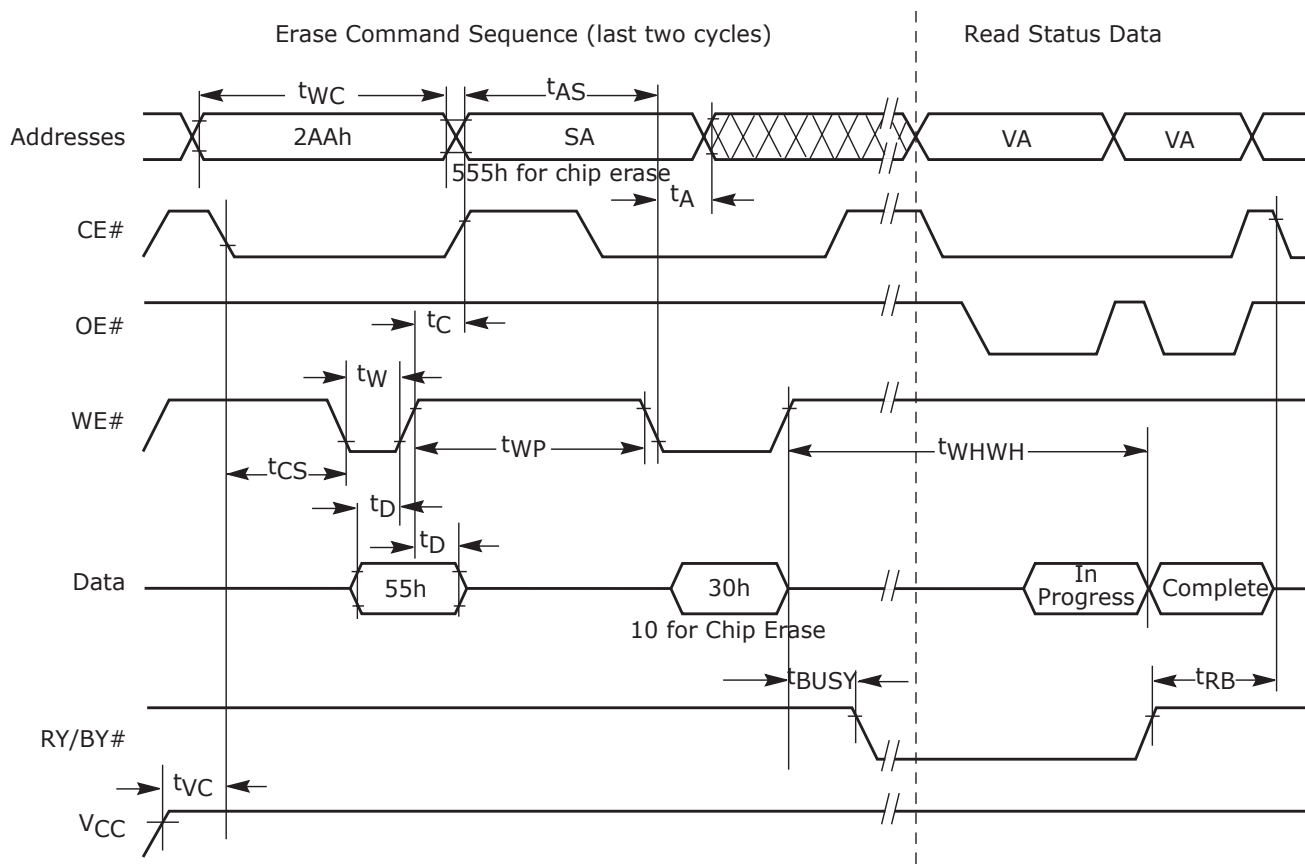 Erase Command Sequence (last two cycles)
Read Status Data
tWC
tAS
Addresses
2AAh
SA
VA
VA
555h for chip erase
tA
CE#
OE#
tC
tW
WE#
tWP
tWHWH
tCS
tD
tD
Data
55h
30h
In
Progress
Complete
10 for Chip Erase
tBUSY
tRB
RY/BY#
tVC
VCC